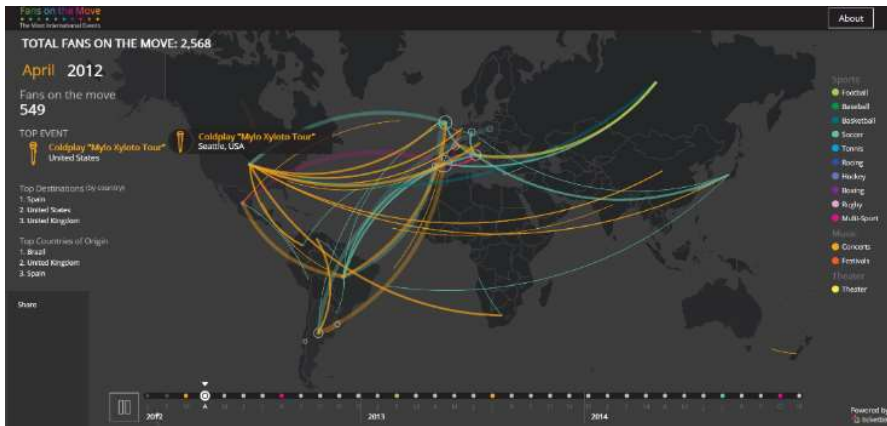 Fans on the Move
The Most International Events
About
TOTAL FANS ON THE MOVE: 2,568
April 2012
Fans on the move
549
TOP EVENT
Coldplay "Mylo Xyloto Tour"
United States
Coldplay "Mylo Xyloto Tour"
Seattle, USA
Top Destinations (by country)
1. Spain
2. United States
3. United Kingdom
Top Countries of Origin
1. Brazil
2. United Kingdom
3. Spain
Share
Sports
Football
Baseball
Basketball
Soccer
Tennis
Racing
Hockey
Boxing
Rugby
Multi-Sport
Music
Concerts
Festivals
Theater
Theater
A
2012
2013
2014
Powered by